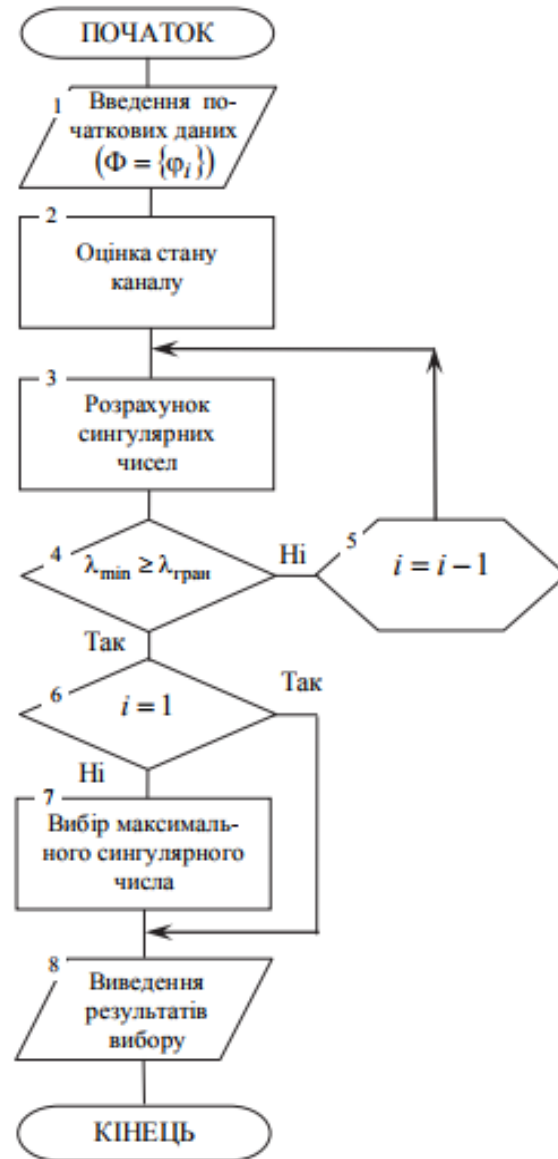 ПОЧАТОК
1
Введення по-
чаткових даних
(Φ = {φᵢ})
2
Оцінка стану
каналу
3
Розрахунок
сингулярних
чисел
4
λmin ≥ λгран
Ні
5
i = i − 1
Так
6
i = 1
Так
Ні
7
Вибір максималь-
ного сингулярного
числа
8
Виведення
результатів
вибору
КІНЕЦЬ